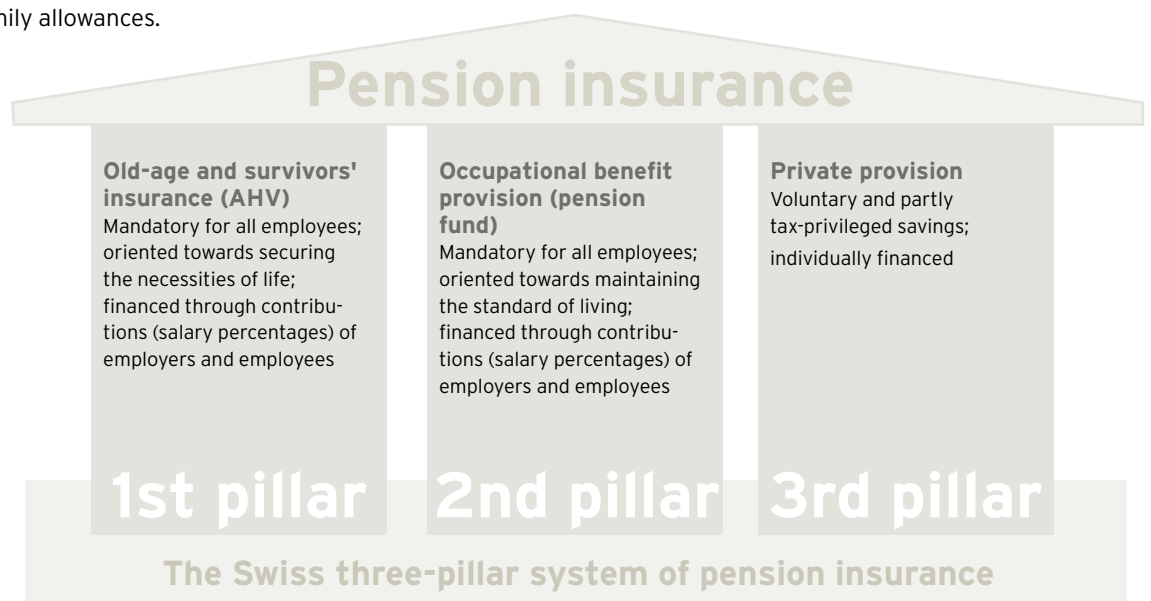 nily allowances.
Pension insurance
Old-age and survivors'
insurance (AHV)
Mandatory for all employees;
oriented towards securing
the necessities of life;
financed through contribu-
tions (salary percentages) of
employers and employees
1st pillar
Occupational benefit
provision (pension
fund)
Mandatory for all employees;
oriented towards maintaining
the standard of living;
financed through contribu-
tions (salary percentages) of
employers and employees
2nd pillar
Private provision
Voluntary and partly
tax-privileged savings;
individually financed
3rd pillar
The Swiss three-pillar system of pension insurance